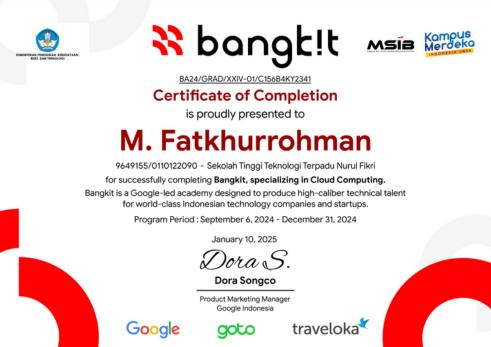 KEMENTERIAN PENDIDIKAN, KEBUDAYAAN,
RISET, DAN TEKNOLOGI
bangk!t
MSIB
Kampus
Merdeka
INDONESIA JAYA
BA24/GRAD/XXIV-01/C156B4KY2341
Certificate of Completion
is proudly presented to
M. Fatkhurrohman
9649155/0110122090 - Sekolah Tinggi Teknologi Terpadu Nurul Fikri
for successfully completing Bangkit, specializing in Cloud Computing.
Bangkit is a Google-led academy designed to produce high-caliber technical talent
for world-class Indonesian technology companies and startups.
Program Period : September 6, 2024 - December 31, 2024
January 10, 2025
Dora S.
Dora Songco
Product Marketing Manager
Google Indonesia
Google
goto
traveloka